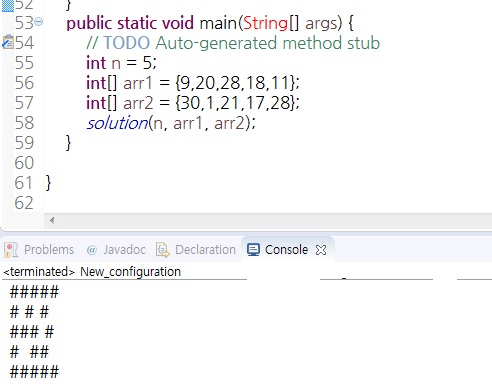 52 }
53 public static void main(String[] args) {
54 // TODO Auto-generated method stub
55 int n = 5;
56 int[] arr1 = {9,20,28,18,11};
57 int[] arr2 = {30,1,21,17,28};
58 solution(n, arr1, arr2);
59 }
60
61 }
62
Problems @ Javadoc Declaration Console
<terminated> New_configuration
#####
# # #
### #
#  ##
#####